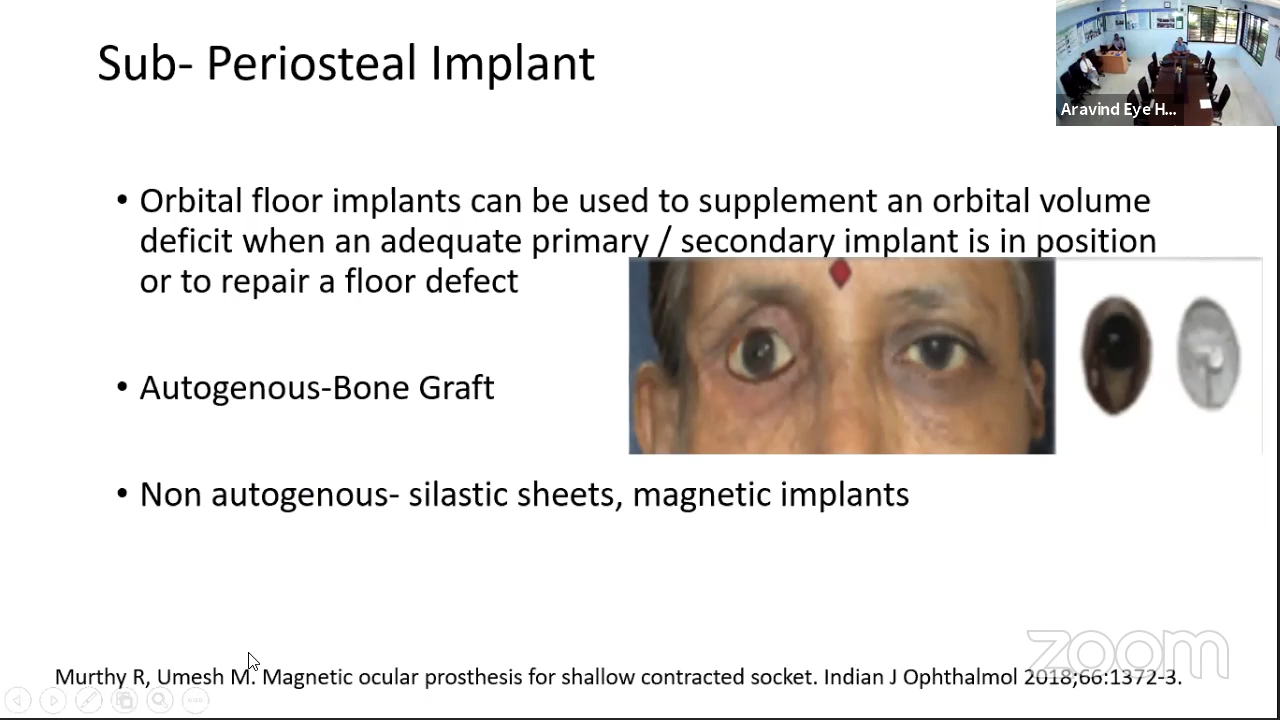 Sub- Periosteal Implant
Aravind Eye H...
• Orbital floor implants can be used to supplement an orbital volume
deficit when an adequate primary / secondary implant is in position
or to repair a floor defect
• Autogenous-Bone Graft
• Non autogenous- silastic sheets, magnetic implants
zoom
Murthy R, Umesh M. Magnetic ocular prosthesis for shallow contracted socket. Indian J Ophthalmol 2018;66:1372-3.